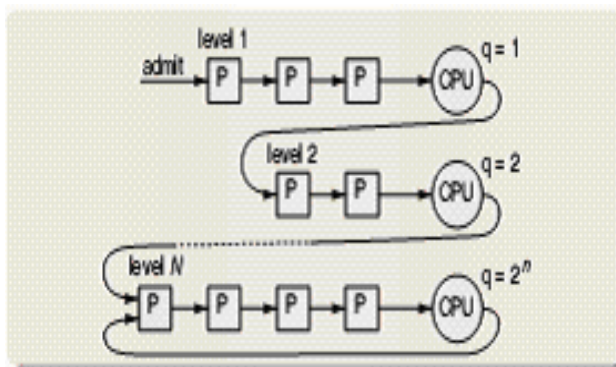 level 1
admit P P P CPU q = 1
level 2
P P CPU q = 2
level N
P P P P CPU q = 2ⁿ